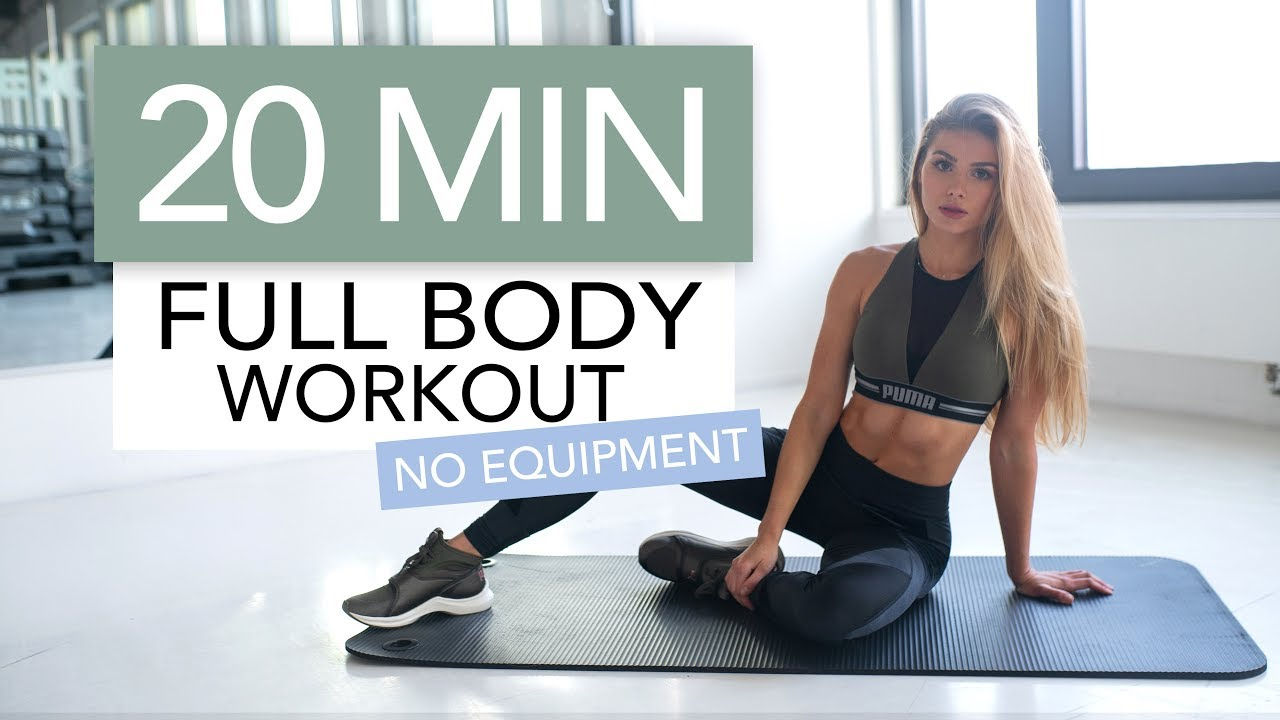 20 MIN
FULL BODY
WORKOUT
NO EQUIPMENT
PUMA